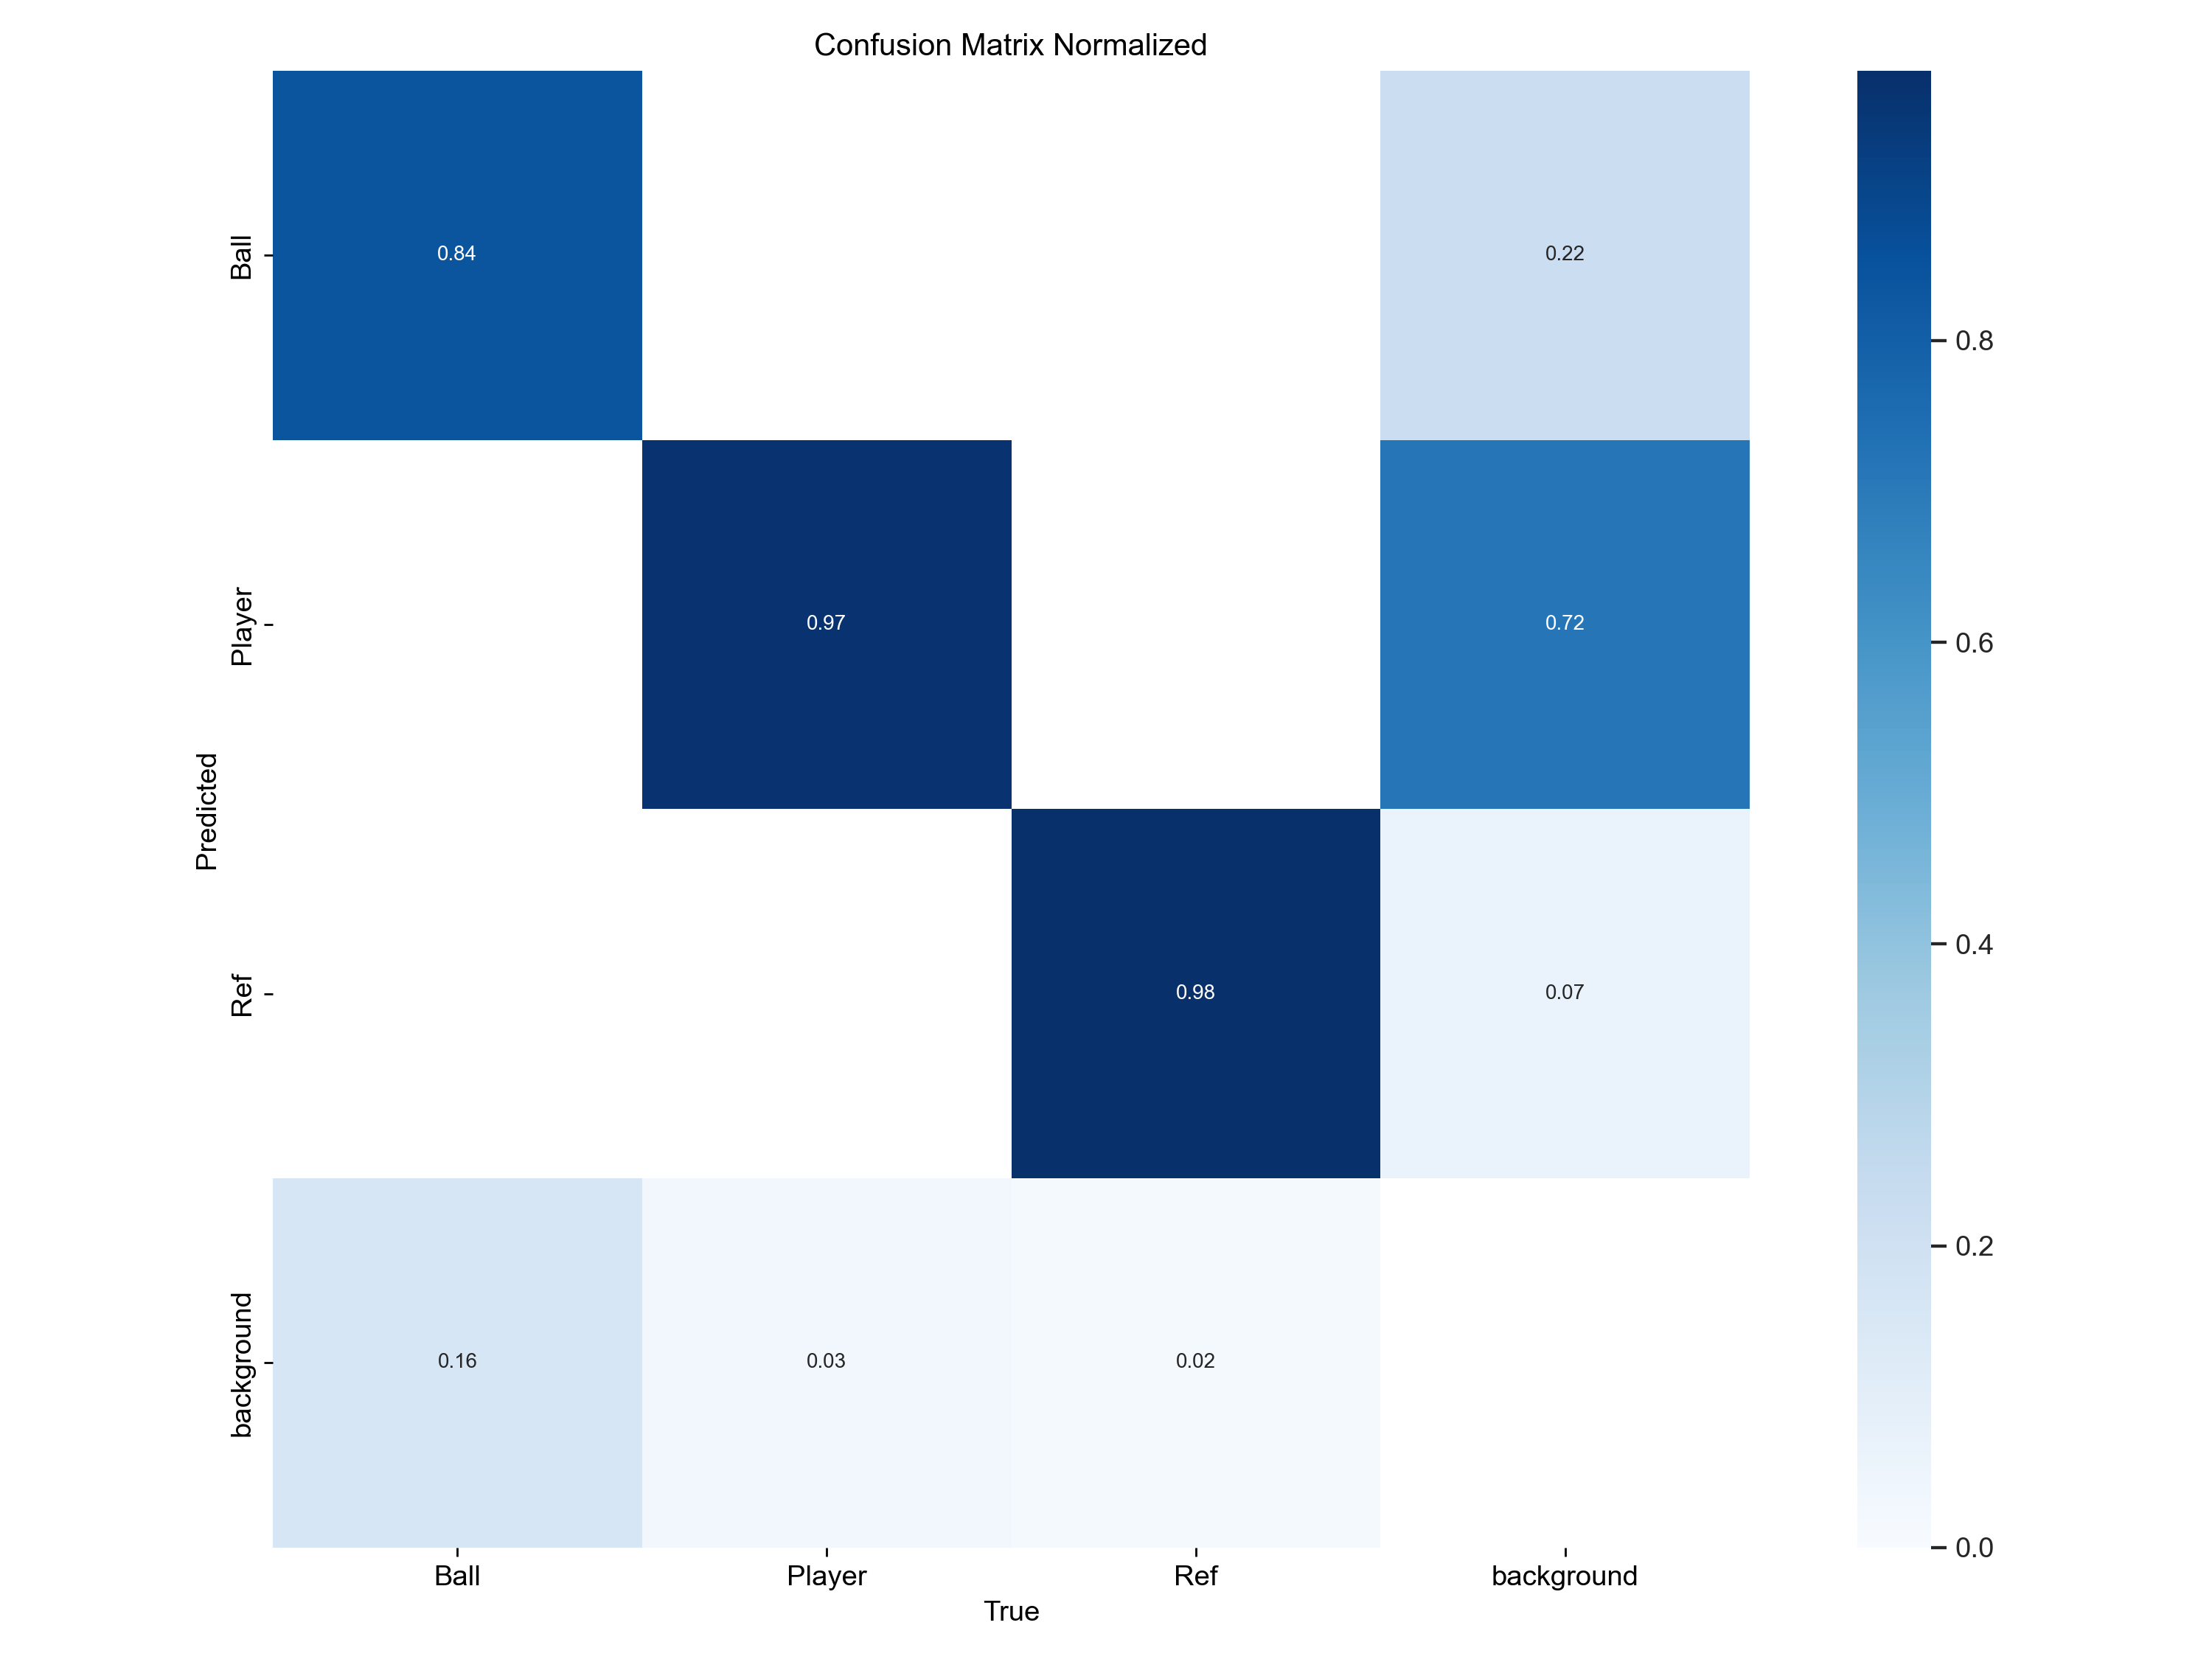 Confusion Matrix Normalized
Ball
0.84
0.22
0.8
Player
0.97
0.72
0.6
Predicted
Ref
0.98
0.07
0.4
background
0.16
0.03
0.02
0.2
0.0
Ball
Player
Ref
background
True